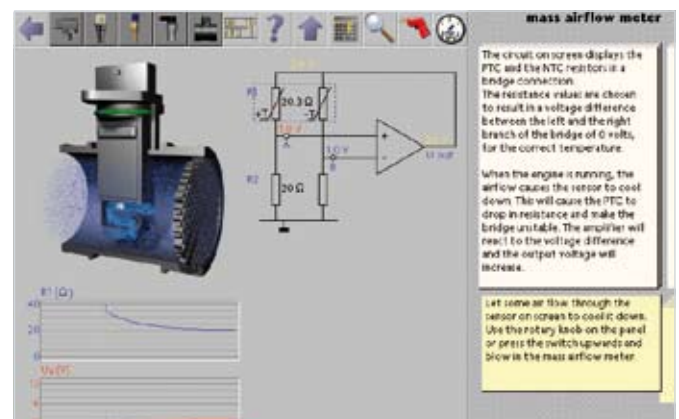 mass airflow meter
The circuit on screen displays the
PTC and the NTC resistors in a
bridge connection.
The resistance values are chosen
to result in a voltage difference
between the left and the right
branch of the bridge of 0 volts,
for the correct temperature.
When the engine is running, the
airflow causes the sensor to cool
down. This will cause the PTC to
drop in resistance and make the
bridge unstable. The amplifier will
react to the voltage difference
and the output voltage will
increase.
Let some air flow through the
sensor on screen to cool it down.
Use the rotary knob on the panel
or press the switch upwards and
blow in the mass airflow meter.
20.3 Ω
+T
-T
A
1.0 V
B
+
-
U out
R2
20 Ω
R1 (Ω)
40
20
0